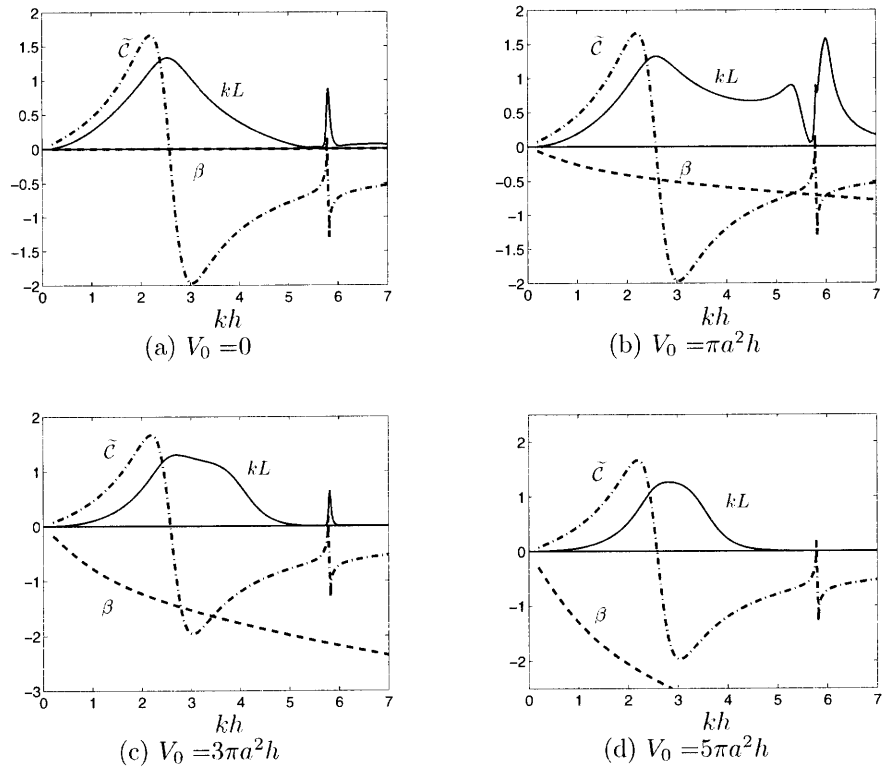 2
1.5
1
0.5
0
−0.5
−1
−1.5
−2
0 1 2 3 4 5 6 7
C̃
kL
β
kh
(a) V₀ =0
2
1.5
1
0.5
0
−0.5
−1
−1.5
−2
0 1 2 3 4 5 6 7
C̃
kL
β
kh
(b) V₀ =πa²h
2
1
0
−1
−2
−3
0 1 2 3 4 5 6 7
C̃
kL
β
kh
(c) V₀ =3πa²h
2
1
0
−1
−2
0 1 2 3 4 5 6 7
C̃
kL
β
kh
(d) V₀ =5πa²h